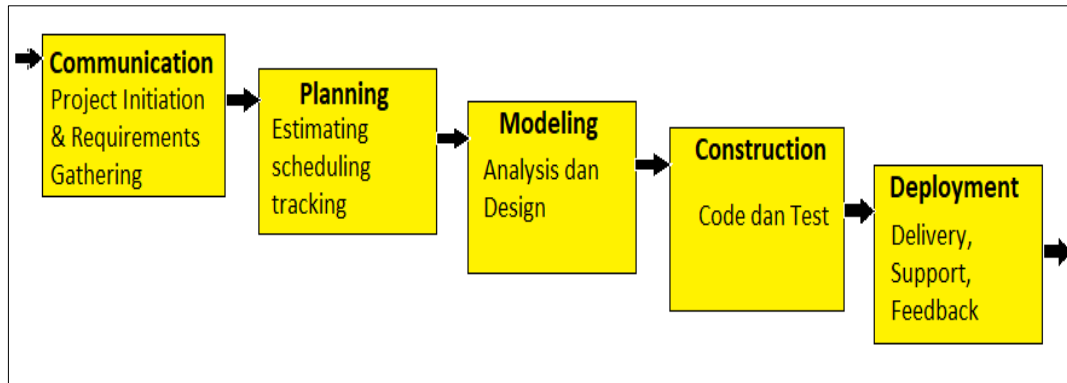 Communication
Project Initiation
& Requirements
Gathering
Planning
Estimating
scheduling
tracking
Modeling
Analysis dan
Design
Construction
Code dan Test
Deployment
Delivery,
Support,
Feedback